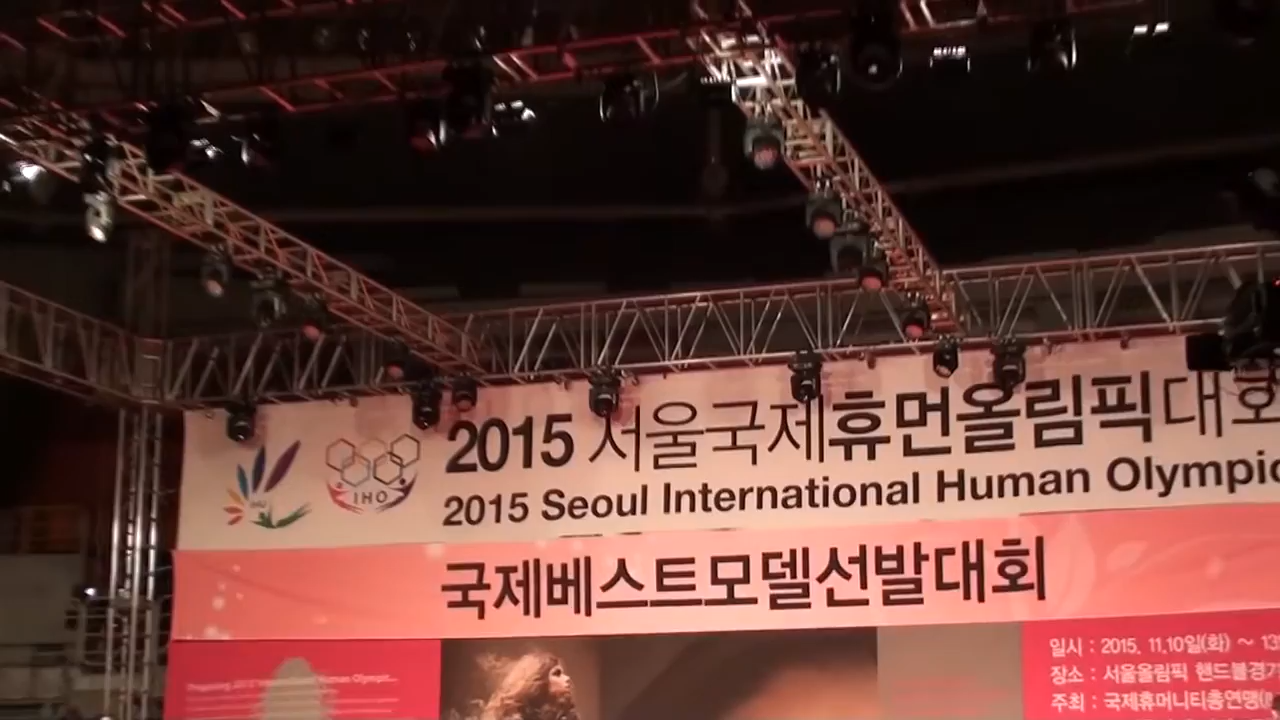 2015 서울국제휴먼올림픽대회
2015 Seoul International Human Olympic
IHO
국제베스트모델선발대회
일시 : 2015. 11.10일(화) ~ 13
장소 : 서울올림픽 핸드볼경기
주최 : 국제휴머니티총연맹(